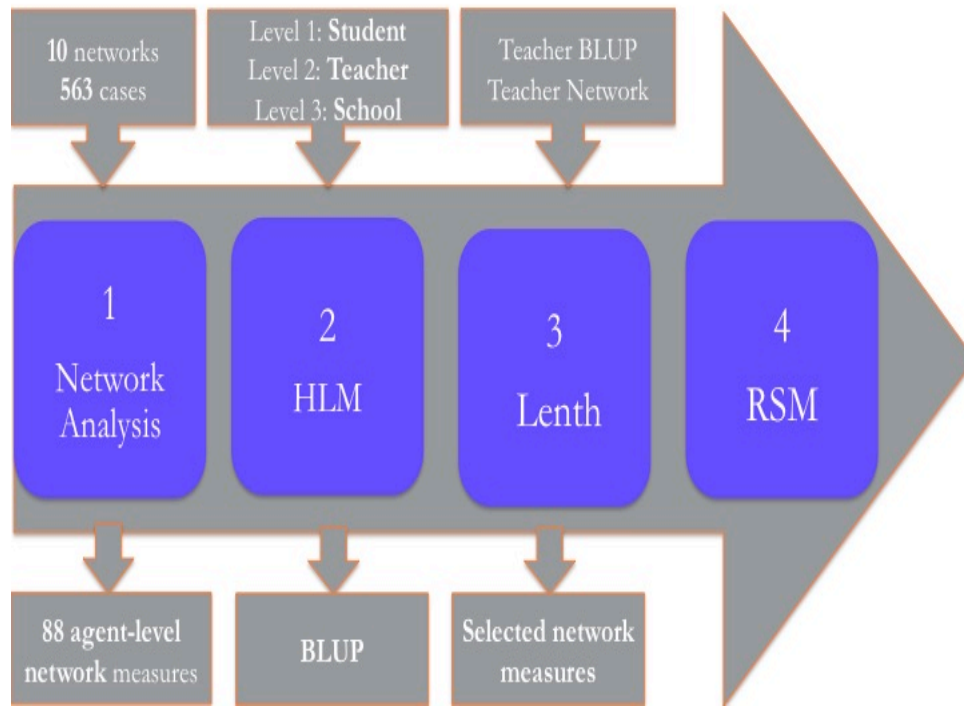 10 networks
563 cases
Level 1: Student
Level 2: Teacher
Level 3: School
Teacher BLUP
Teacher Network
1
Network
Analysis
2
HLM
3
Lenth
4
RSM
88 agent-level
network measures
BLUP
Selected network
measures